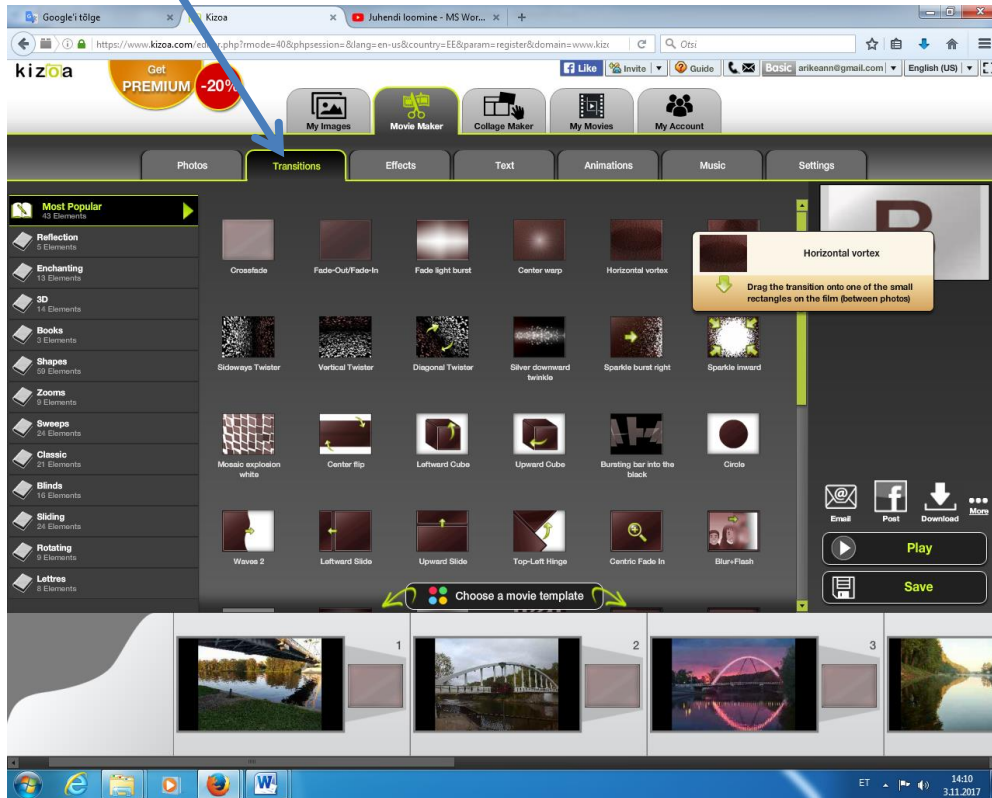 Google'i tõlge
Kizoa
Juhendi loomine - MS Wor...
https://www.kizoa.com/editor.php?rmode=40&phpsession=&lang=en-us&country=EE&param=register&domain=www.kizo
Otsi
kizoa
Get
PREMIUM
-20%
Like
Invite
Guide
Basic
arikeann@gmail.com
English (US)
My Images
Movie Maker
Collage Maker
My Movies
My Account
Photos
Transitions
Effects
Text
Animations
Music
Settings
Most Popular
43 Elements
Reflection
5 Elements
Enchanting
13 Elements
3D
14 Elements
Books
3 Elements
Shapes
59 Elements
Zooms
9 Elements
Sweeps
24 Elements
Classic
21 Elements
Blinds
16 Elements
Sliding
24 Elements
Rotating
9 Elements
Lettres
8 Elements
Crossfade
Fade-Out/Fade-In
Fade light burst
Center warp
Horizontal vortex
Sideways Twister
Vertical Twister
Diagonal Twister
Silver downward
twinkle
Sparkle burst right
Sparkle inward
Mosaic explosion
white
Center flip
Leftward Cube
Upward Cube
Bursting bar into the
black
Circle
Waves 2
Leftward Slide
Upward Slide
Top-Left Hinge
Centric Fade In
Blur+Flash
Horizontal vortex
Drag the transition onto one of the small
rectangles on the film (between photos)
Email
Post
Download
More
Play
Save
Choose a movie template
1
2
3
ET
14:10
3.11.2017